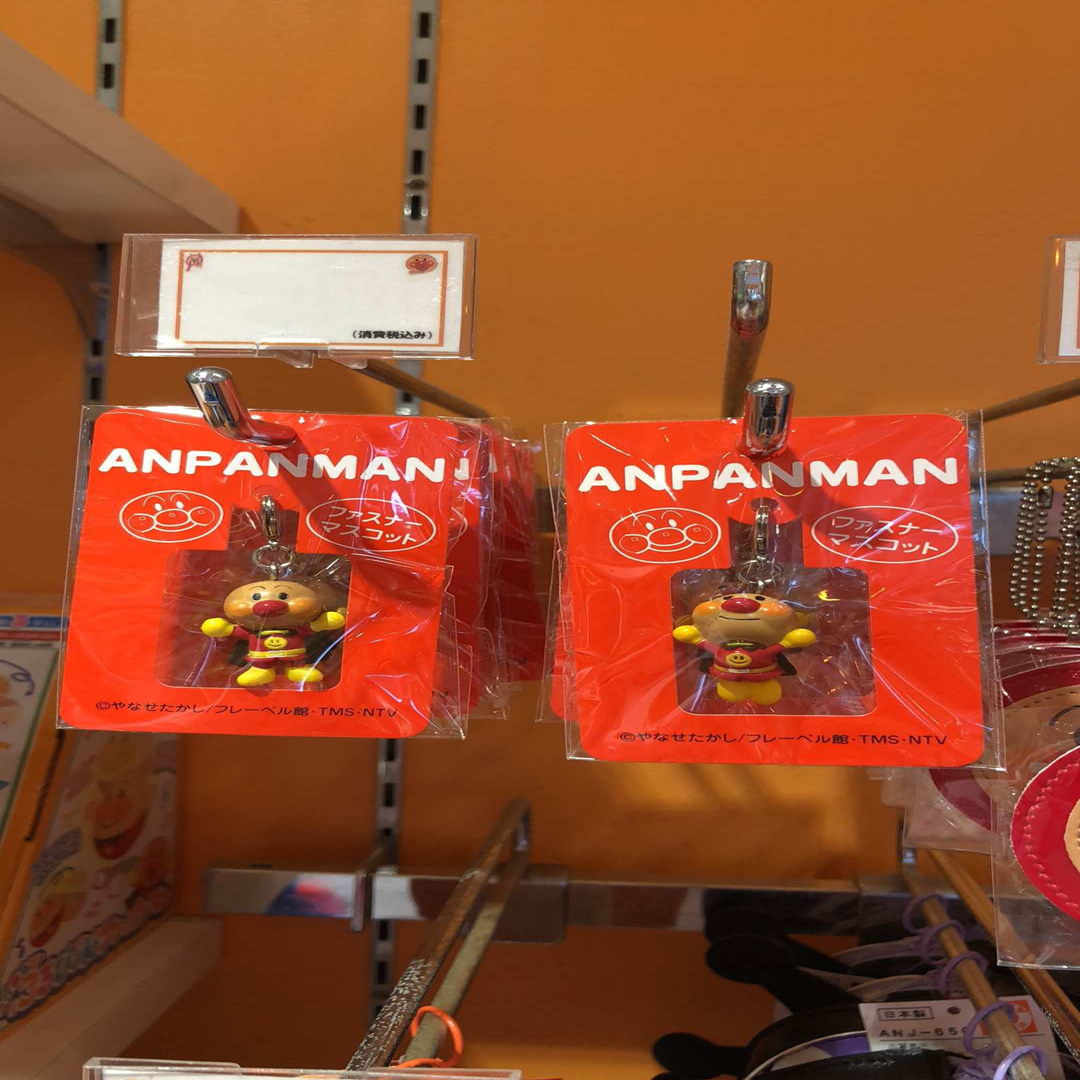 (消費税込み)
ANPANMAN
ファスナー
マスコット
©やなせたかし/フレーベル館・TMS・NTV
ANPANMAN
ファスナー
マスコット
©やなせたかし/フレーベル館・TMS・NTV
日本製